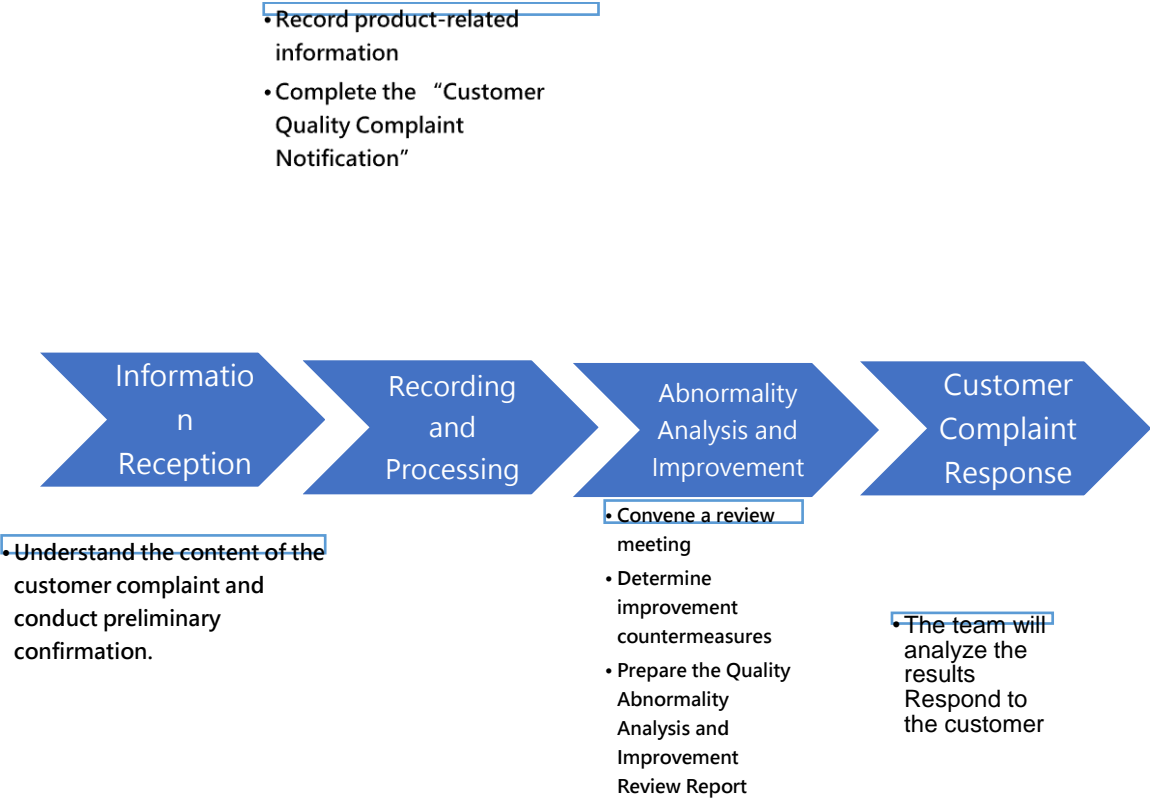 • Record product-related
information
• Complete the “Customer
Quality Complaint
Notification”
Informatio
n
Reception
Recording
and
Processing
Abnormality
Analysis and
Improvement
Customer
Complaint
Response
• Understand the content of the
customer complaint and
conduct preliminary
confirmation.
• Convene a review
meeting
• Determine
improvement
countermeasures
• Prepare the Quality
Abnormality
Analysis and
Improvement
Review Report
• The team will
analyze the
results
Respond to
the customer